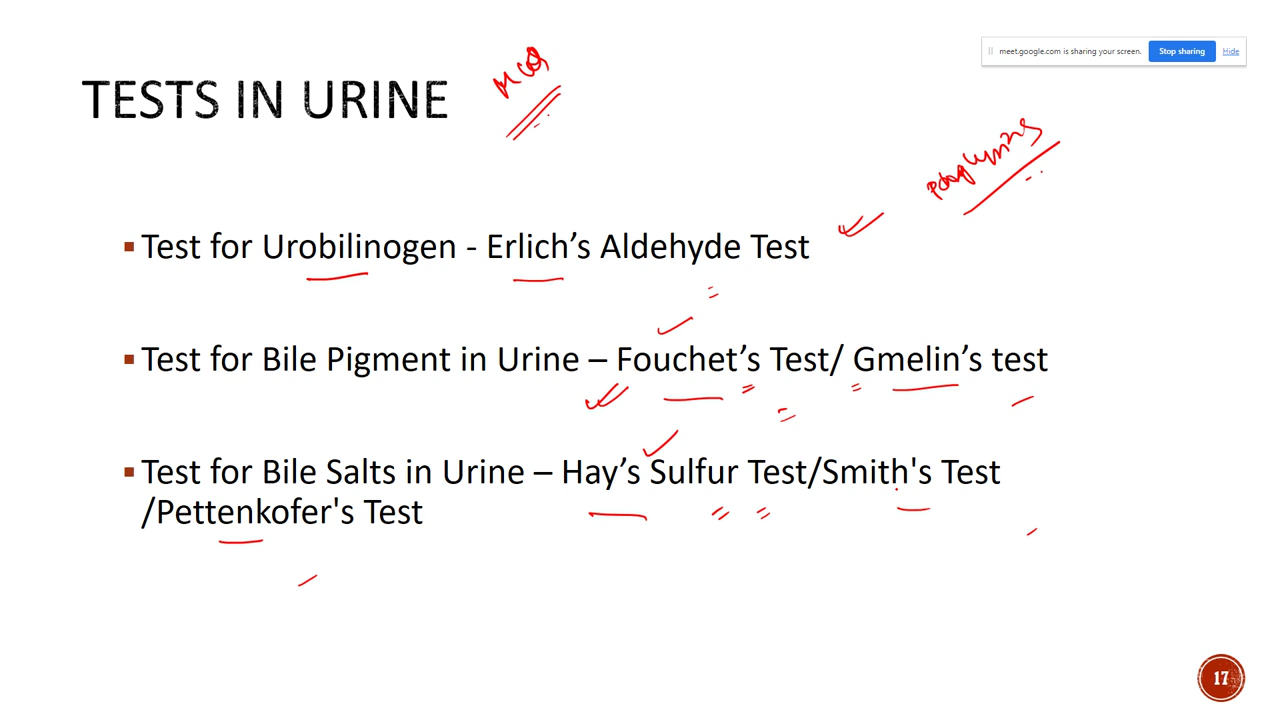 meet.google.com is sharing your screen. Stop sharing Hide
TESTS IN URINE
MCQ
▪ Test for Urobilinogen - Erlich’s Aldehyde Test
▪ Test for Bile Pigment in Urine – Fouchet’s Test/ Gmelin’s test
▪ Test for Bile Salts in Urine – Hay’s Sulfur Test/Smith's Test
/Pettenkofer's Test
17